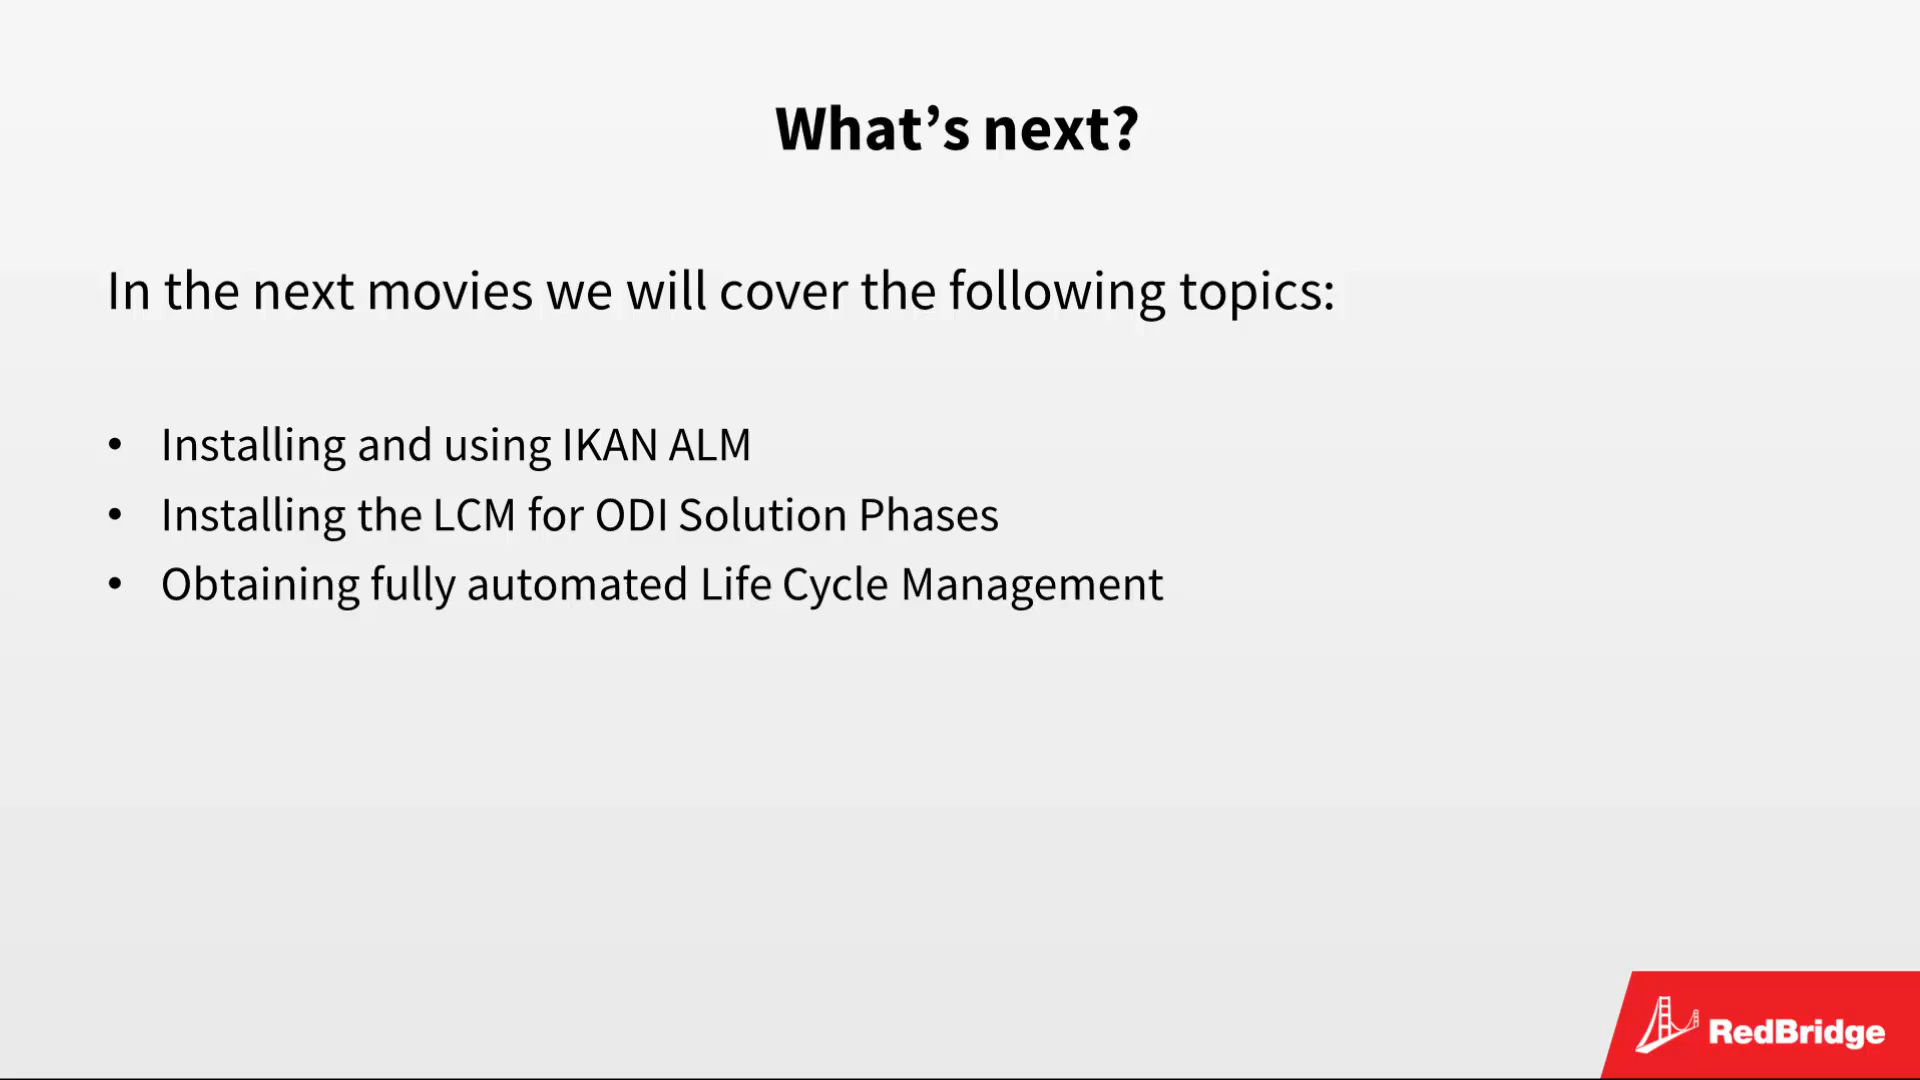 What’s next?
In the next movies we will cover the following topics:
• Installing and using IKAN ALM
• Installing the LCM for ODI Solution Phases
• Obtaining fully automated Life Cycle Management
RedBridge